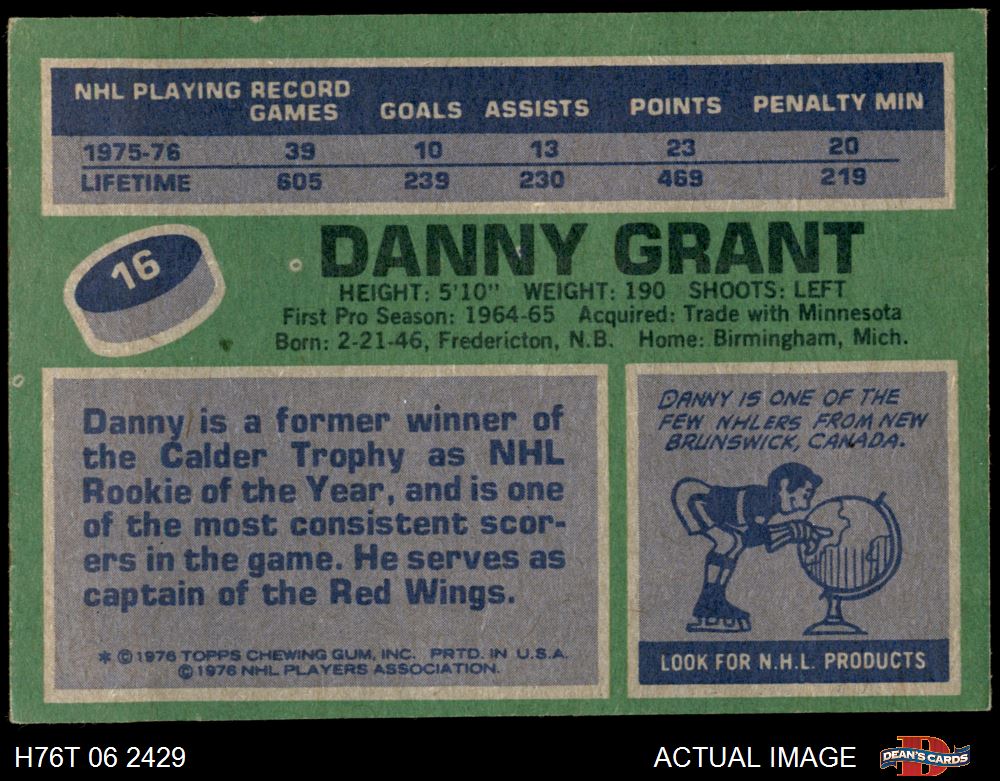 NHL PLAYING RECORD
GAMES GOALS ASSISTS POINTS PENALTY MIN
1975-76 39 10 13 23 20
LIFETIME 605 239 230 469 219
16
DANNY GRANT
HEIGHT: 5'10" WEIGHT: 190 SHOOTS: LEFT
First Pro Season: 1964-65 Acquired: Trade with Minnesota
Born: 2-21-46, Fredericton, N.B. Home: Birmingham, Mich.
Danny is a former winner of
the Calder Trophy as NHL
Rookie of the Year, and is one
of the most consistent scor-
ers in the game. He serves as
captain of the Red Wings.
* © 1976 TOPPS CHEWING GUM, INC. PRTD. IN U.S.A.
© 1976 NHL PLAYERS ASSOCIATION.
DANNY IS ONE OF THE
FEW NHLERS FROM NEW
BRUNSWICK, CANADA.
LOOK FOR N.H.L. PRODUCTS
H76T 06 2429
ACTUAL IMAGE
DEAN'S CARDS